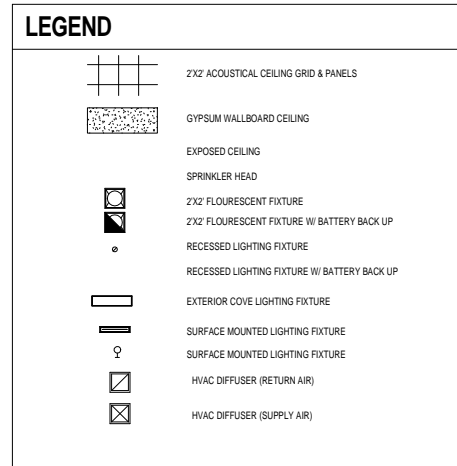 LEGEND
2'X2' ACOUSTICAL CEILING GRID & PANELS
GYPSUM WALLBOARD CEILING
EXPOSED CEILING
SPRINKLER HEAD
2'X2' FLOURESCENT FIXTURE
2'X2' FLOURESCENT FIXTURE W/ BATTERY BACK UP
RECESSED LIGHTING FIXTURE
RECESSED LIGHTING FIXTURE W/ BATTERY BACK UP
EXTERIOR COVE LIGHTING FIXTURE
SURFACE MOUNTED LIGHTING FIXTURE
SURFACE MOUNTED LIGHTING FIXTURE
HVAC DIFFUSER (RETURN AIR)
HVAC DIFFUSER (SUPPLY AIR)